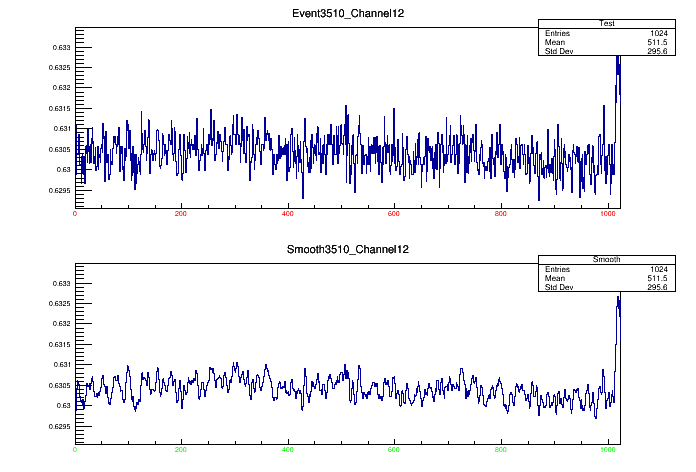 Event3510_Channel12
Test
Entries 1024
Mean 511.5
Std Dev 295.6
0.633
0.6325
0.632
0.6315
0.631
0.6305
0.63
0.6295
0 200 400 600 800 1000
Smooth3510_Channel12
Smooth
Entries 1024
Mean 511.5
Std Dev 295.6
0.633
0.6325
0.632
0.6315
0.631
0.6305
0.63
0.6295
0 200 400 600 800 1000